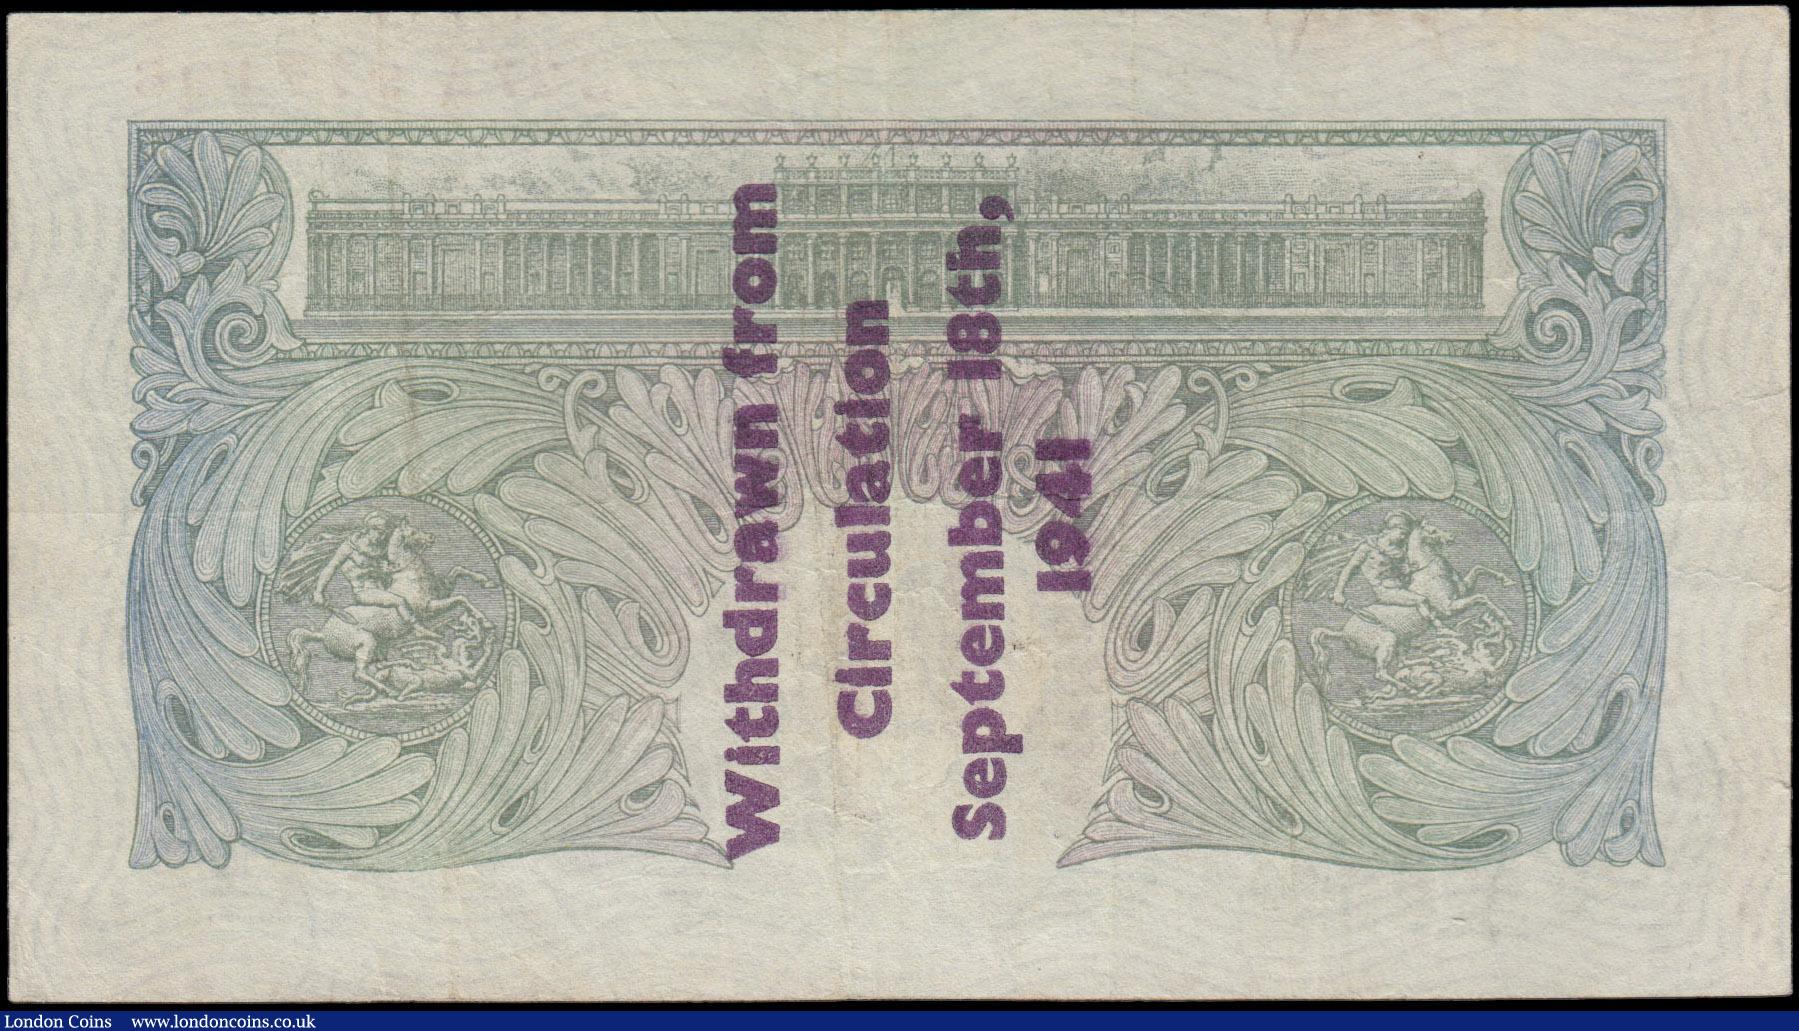 Withdrawn from
Circulation
September 18th,
1941
London Coins www.londoncoins.co.uk